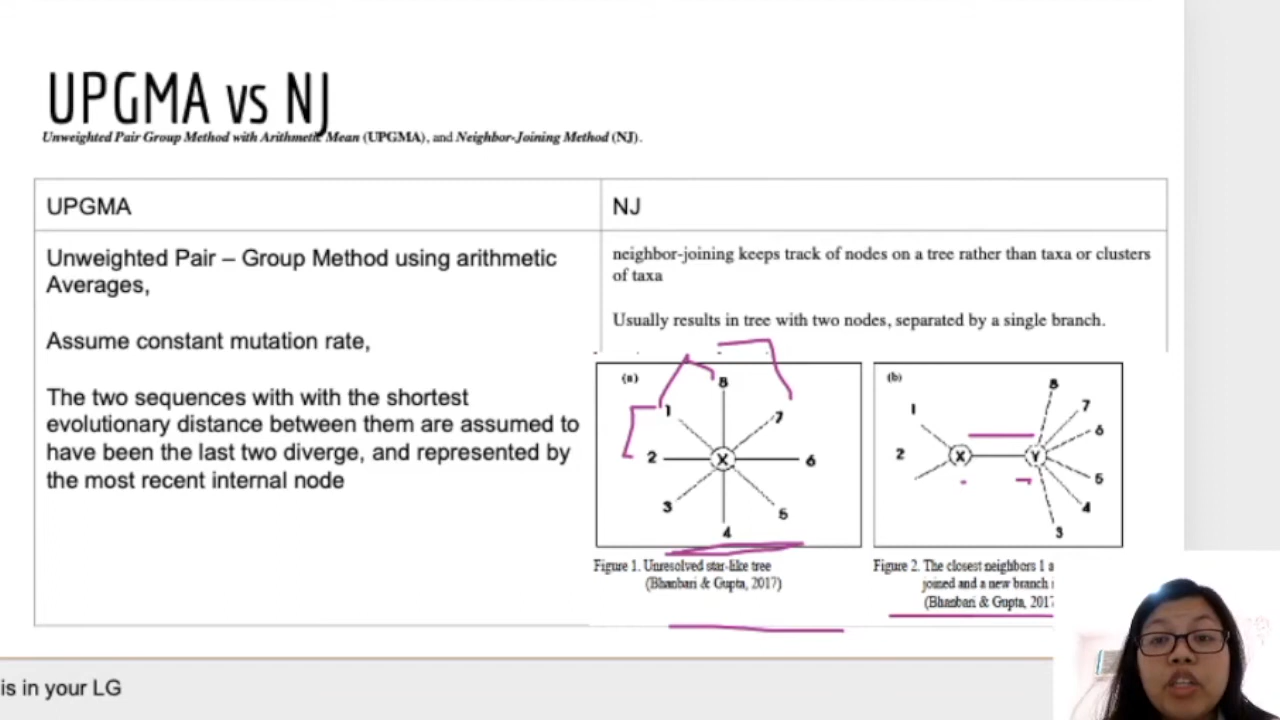 UPGMA vs NJ
Unweighted Pair Group Method with Arithmetic Mean (UPGMA), and Neighbor-Joining Method (NJ).
UPGMA
NJ
Unweighted Pair – Group Method using arithmetic
Averages,
Assume constant mutation rate,
The two sequences with with the shortest
evolutionary distance between them are assumed to
have been the last two diverge, and represented by
the most recent internal node
neighbor-joining keeps track of nodes on a tree rather than taxa or clusters
of taxa
Usually results in tree with two nodes, separated by a single branch.
(a)
8
1
7
2
X
6
3
5
4
Figure 1. Unresolved star-like tree
(Bhanbari & Gupta, 2017)
(b)
8
1
7
6
2
X
Y
5
4
3
Figure 2. The closest neighbors 1 a
joined and a new branch i
(Bhanbari & Gupta, 2017
is in your LG